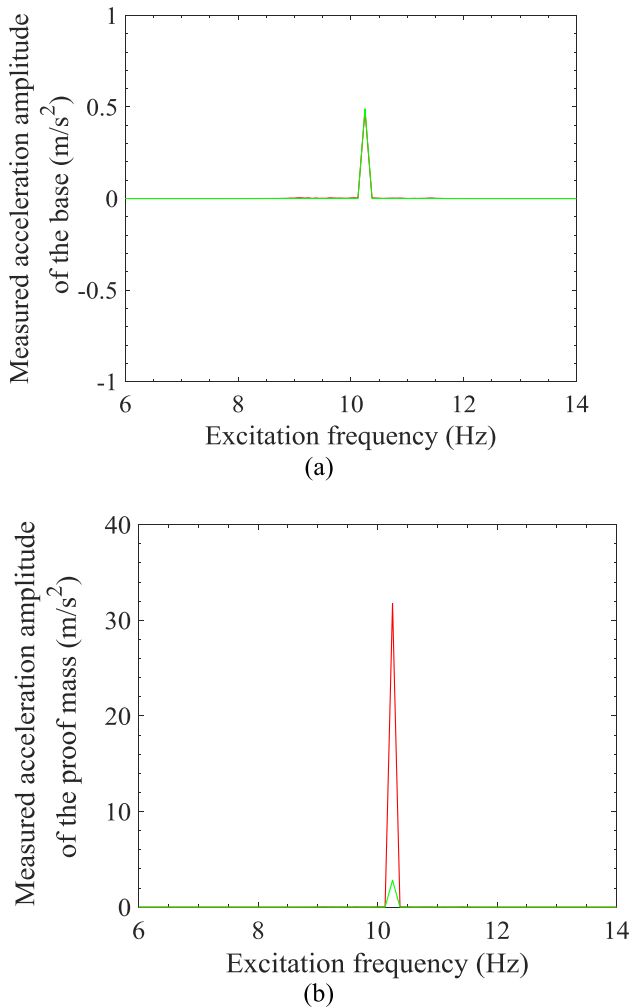 Measured acceleration amplitude
of the base (m/s²)
1
0.5
0
-0.5
-1
6 8 10 12 14
Excitation frequency (Hz)
(a)
Measured acceleration amplitude
of the proof mass (m/s²)
40
30
20
10
0
6 8 10 12 14
Excitation frequency (Hz)
(b)